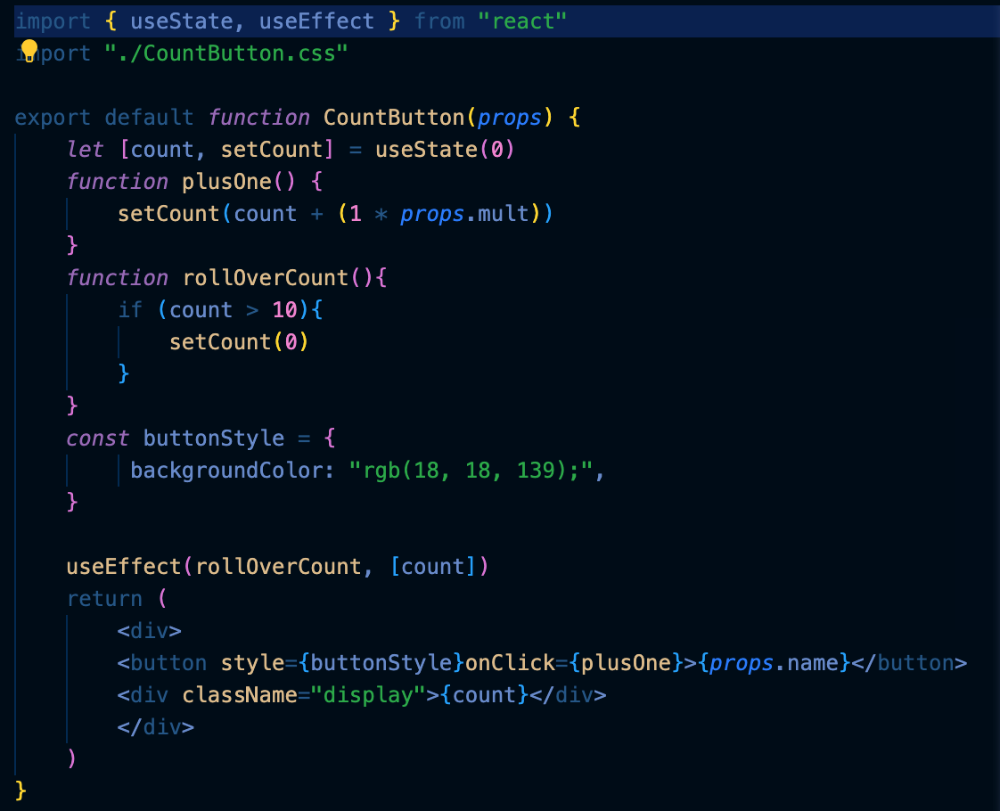 import { useState, useEffect } from "react"
import "./CountButton.css"
export default function CountButton(props) {
    let [count, setCount] = useState(0)
    function plusOne() {
        setCount(count + (1 * props.mult))
    }
    function rollOverCount(){
        if (count > 10){
            setCount(0)
        }
    }
    const buttonStyle = {
         backgroundColor: "rgb(18, 18, 139);",
    }
    useEffect(rollOverCount, [count])
    return (
        <div>
        <button style={buttonStyle}onClick={plusOne}>{props.name}</button>
        <div className="display">{count}</div>
        </div>
    )
}